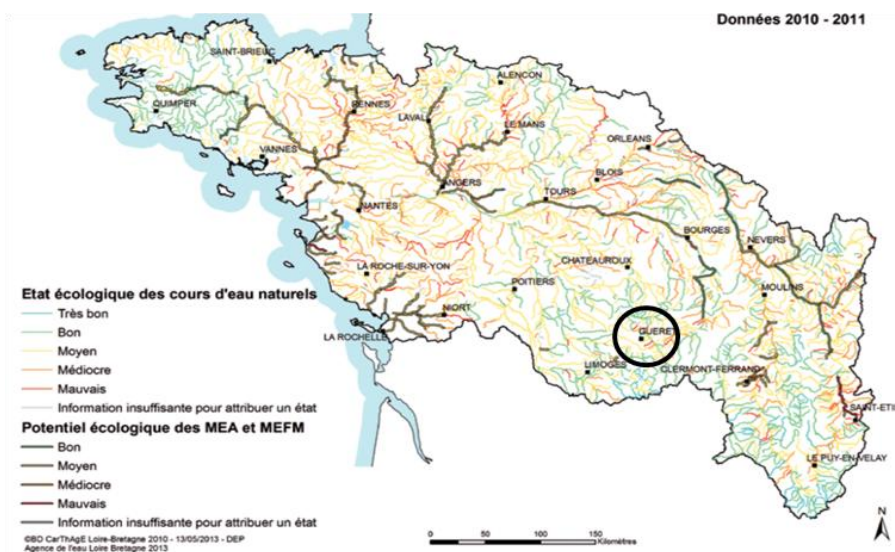 Données 2010 - 2011
SAINT-BRIEUC
ALENCON
QUIMPER
RENNES
LAVAL
LE MANS
ORLEANS
VANNES
BLOIS
ANGERS
TOURS
NANTES
BOURGES
NEVERS
CHATEAUROUX
LA ROCHE-SUR-YON
POITIERS
MOULINS
NIORT
GUERET
LA ROCHELLE
LIMOGES
CLERMONT-FERRAND
SAINT-ETI
LE PUY-EN-VELAY
Etat écologique des cours d'eau naturels
Très bon
Bon
Moyen
Médiocre
Mauvais
Information insuffisante pour attribuer un état
Potentiel écologique des MEA et MEFM
Bon
Moyen
Médiocre
Mauvais
Information insuffisante pour attribuer un état
©BD CarThAgE Loire-Bretagne 2010 - 13/05/2013 - DEP
Agence de l'eau Loire Bretagne 2013
0 50 100 150
Kilomètres
N